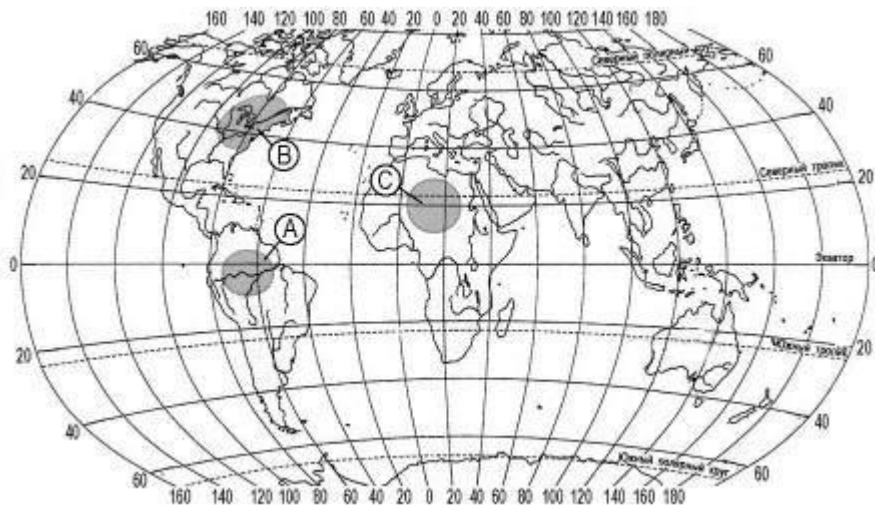 160 140 120 100 80 60 40 20 0 20 40 60 80 100 120 140 160 180
60 Северный полярный круг 60
40 40
B
Северный тропик
20 C 20
A
0 Экватор 0
20 Южный тропик 20
40 40
60 Южный полярный круг 60
160 140 120 100 80 60 40 20 0 20 40 60 80 100 120 140 160 180